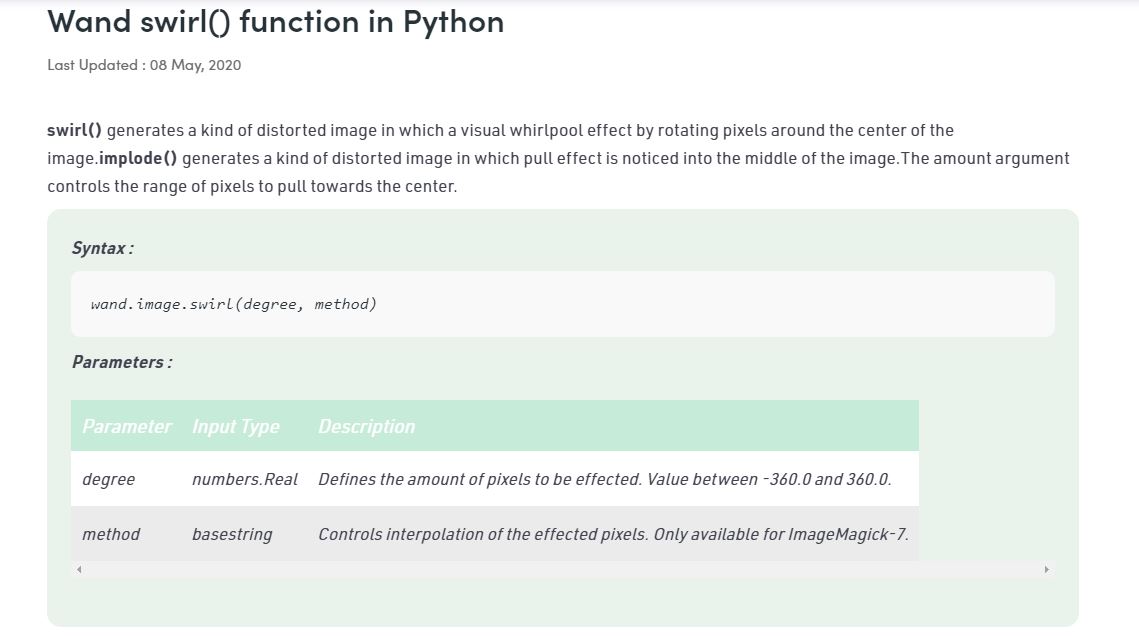 Wand swirl() function in Python
Last Updated : 08 May, 2020
swirl() generates a kind of distorted image in which a visual whirlpool effect by rotating pixels around the center of the
image.implode() generates a kind of distorted image in which pull effect is noticed into the middle of the image.The amount argument
controls the range of pixels to pull towards the center.
Syntax :
wand.image.swirl(degree, method)
Parameters :
Parameter Input Type Description
degree numbers.Real Defines the amount of pixels to be effected. Value between -360.0 and 360.0.
method basestring Controls interpolation of the effected pixels. Only available for ImageMagick-7.